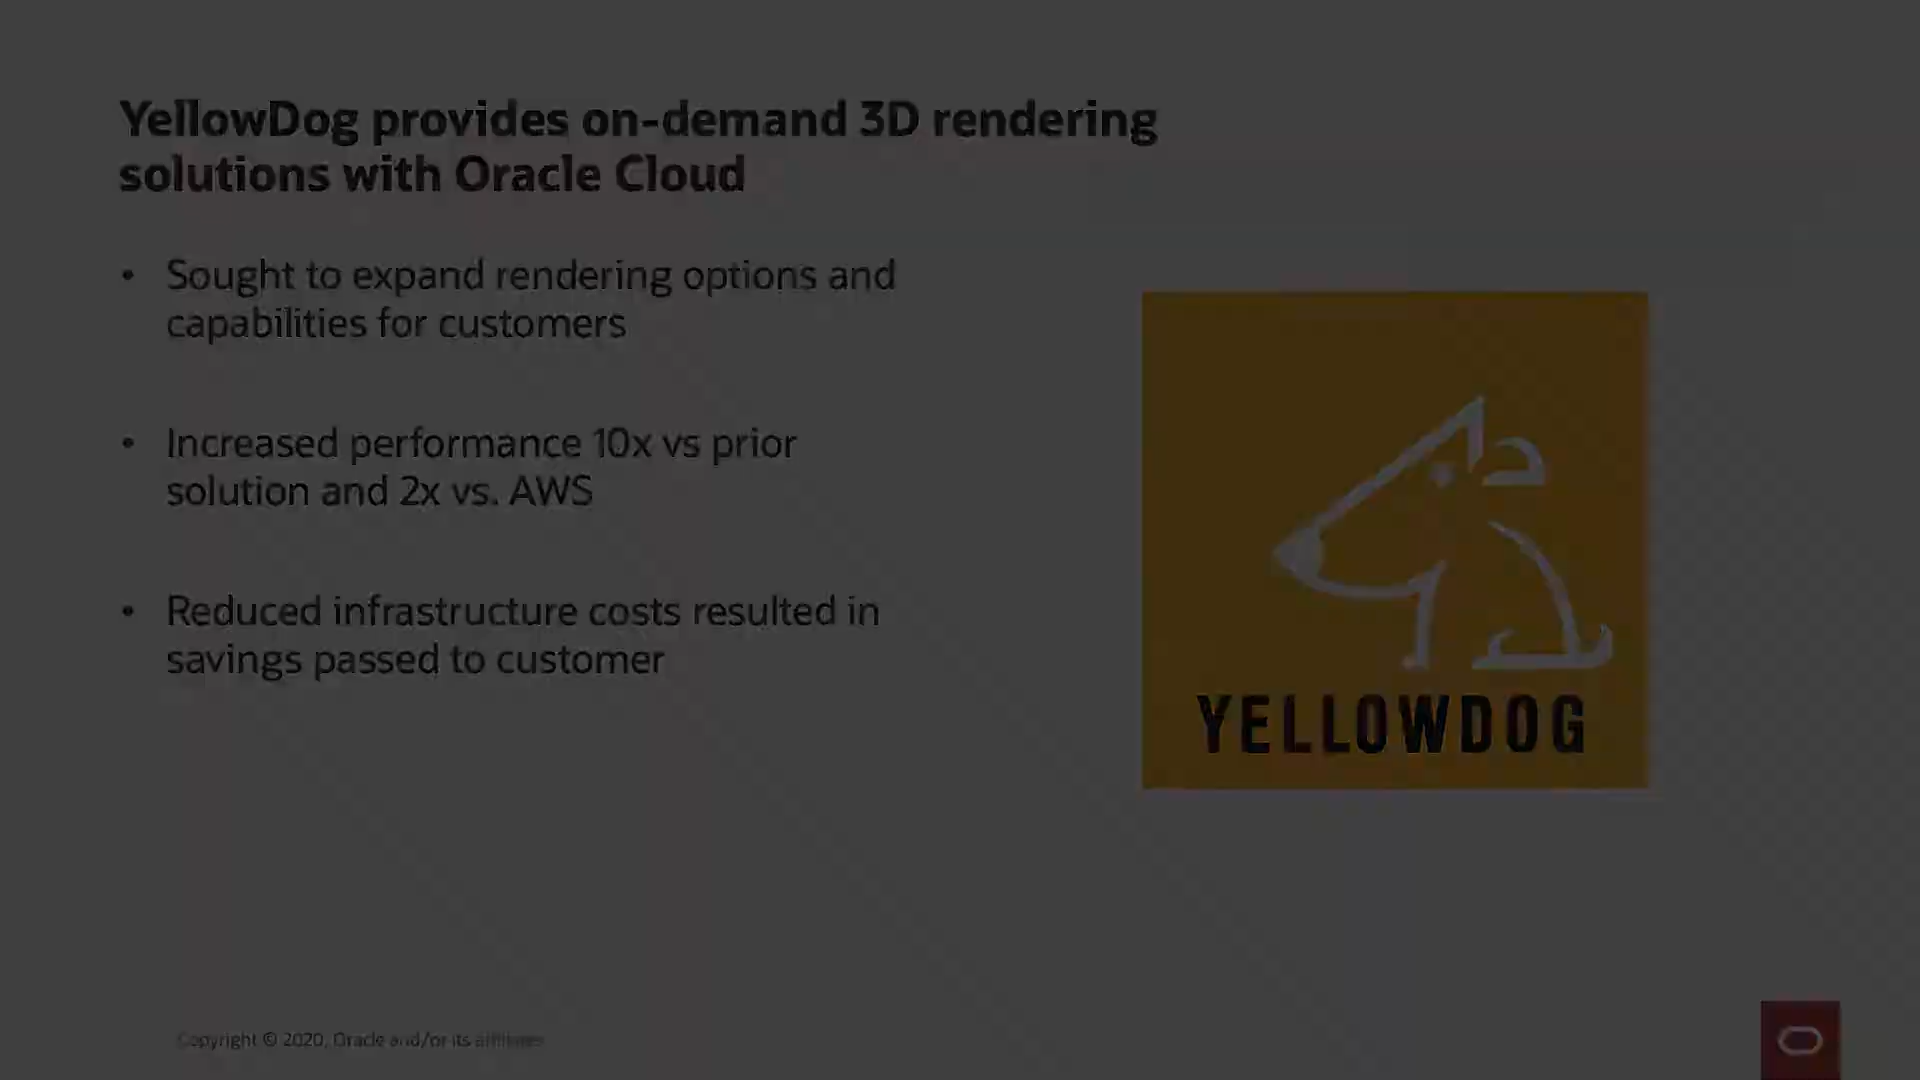 YellowDog provides on-demand 3D rendering
solutions with Oracle Cloud
• Sought to expand rendering options and
capabilities for customers
• Increased performance 10x vs prior
solution and 2x vs. AWS
• Reduced infrastructure costs resulted in
savings passed to customer
YELLOWDOG
Copyright © 2020, Oracle and/or its affiliates